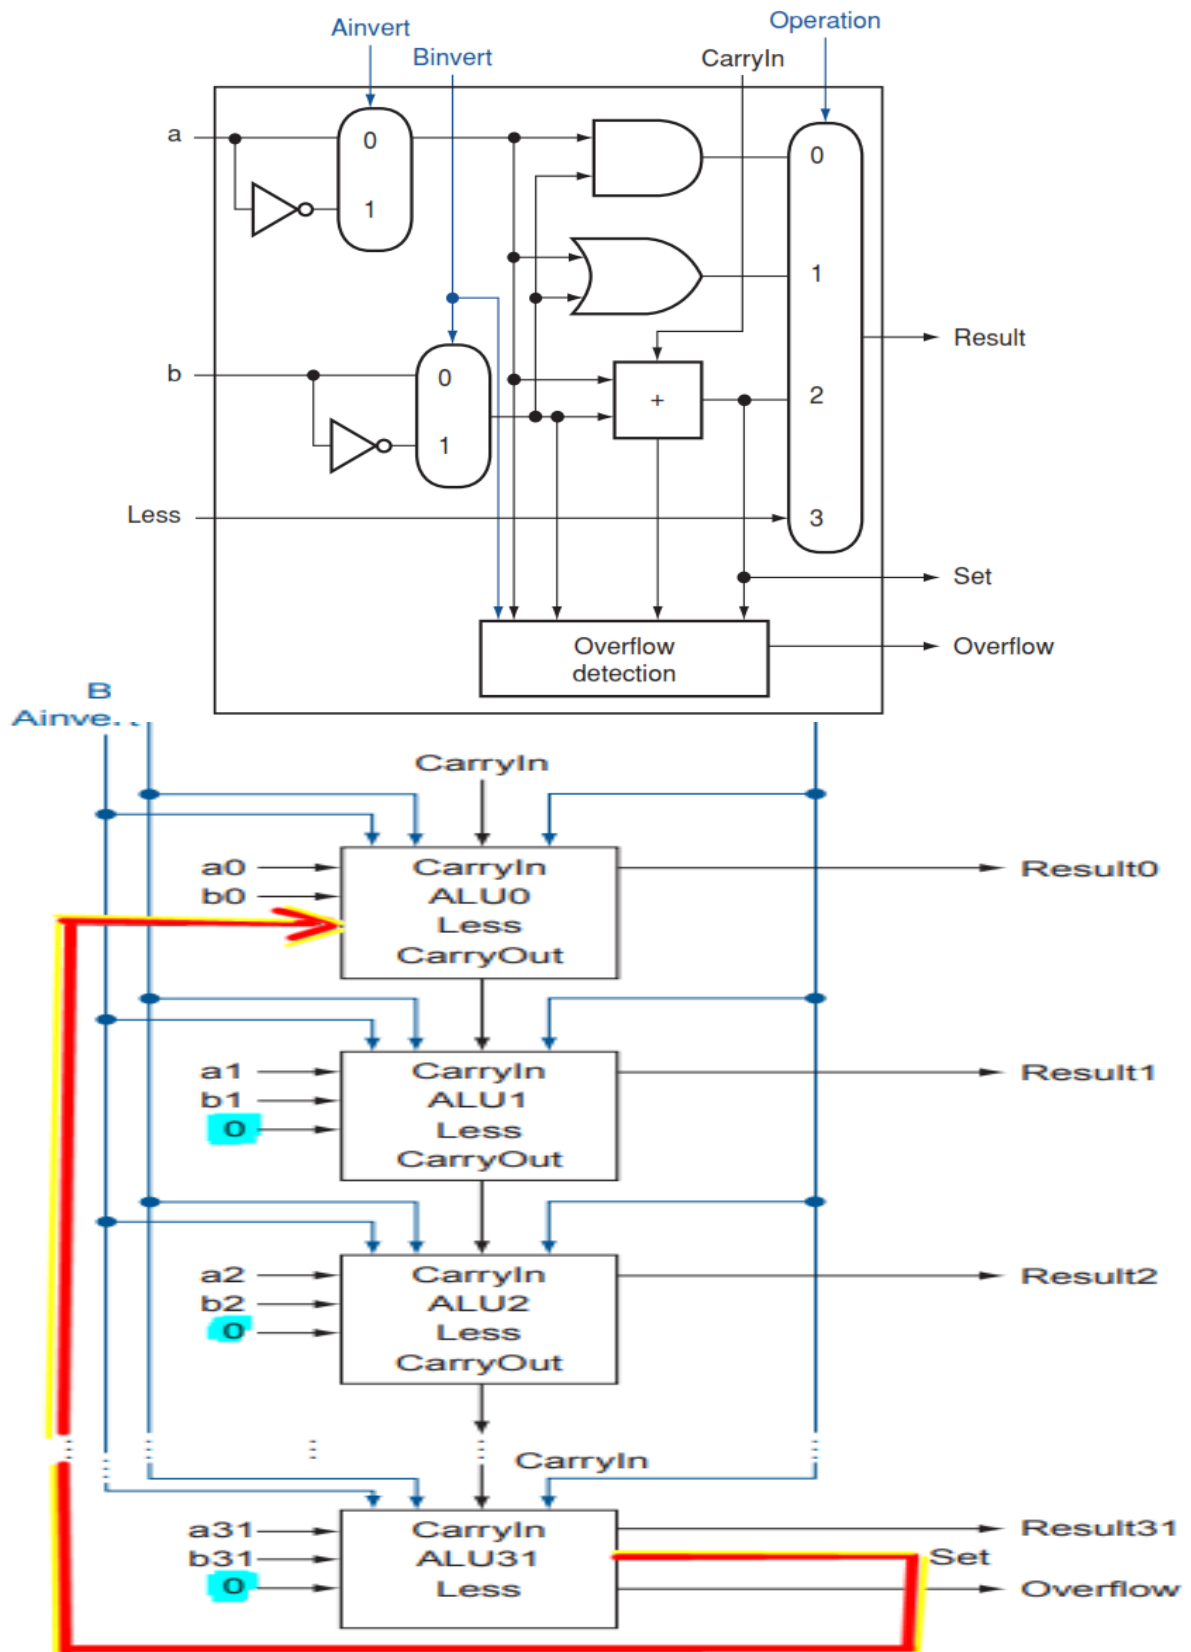 Operation
Ainvert
Binvert
CarryIn
a
0
1
0
1
Result
b
0
1
+
2
Less
3
Set
Overflow
detection
Overflow
B
CarryIn
a0
CarryIn
Result0
b0
ALU0
Less
CarryOut
a1
CarryIn
Result1
b1
ALU1
0
Less
CarryOut
a2
CarryIn
Result2
b2
ALU2
0
Less
CarryOut
CarryIn
a31
CarryIn
Result31
b31
ALU31
Set
0
Less
Overflow